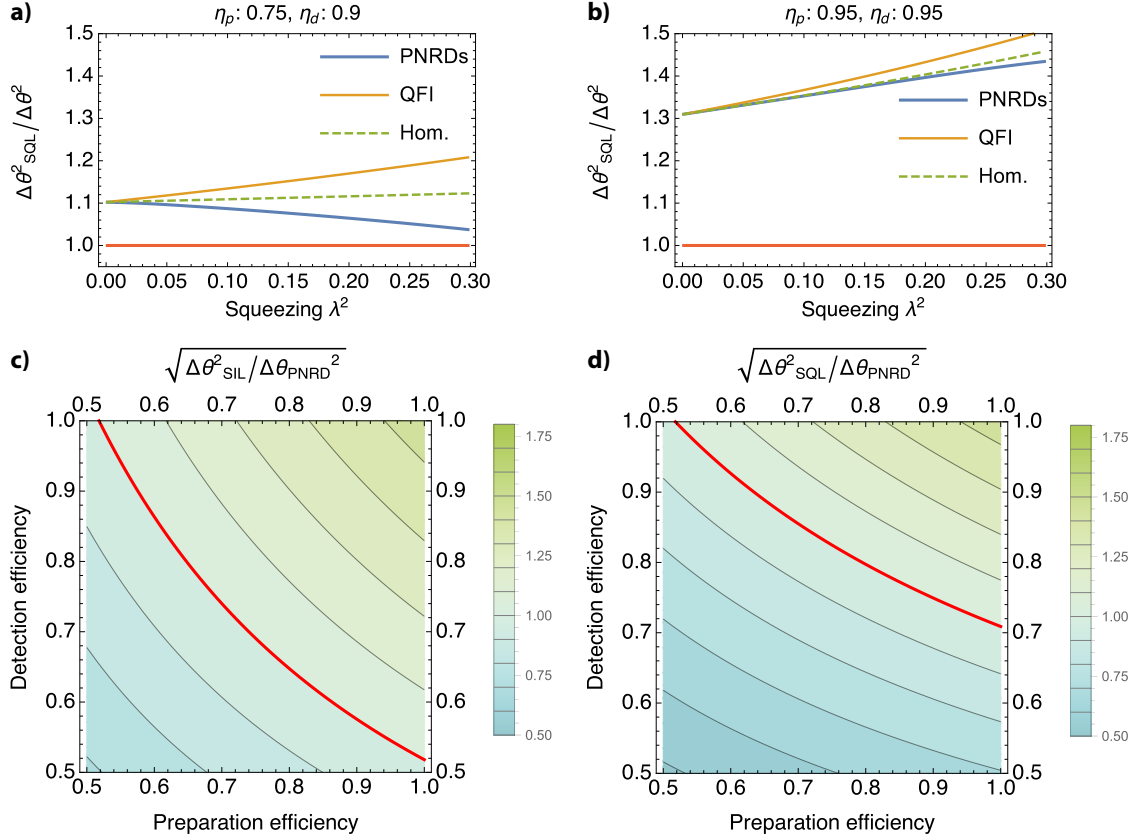 a)
η_p: 0.75, η_d: 0.9
Δθ²_SQL/Δθ²
1.5
1.4
1.3
1.2
1.1
1.0
PNRDs
QFI
Hom.
0.00 0.05 0.10 0.15 0.20 0.25 0.30
Squeezing λ²
b)
η_p: 0.95, η_d: 0.95
Δθ²_SQL/Δθ²
1.5
1.4
1.3
1.2
1.1
1.0
PNRDs
QFI
Hom.
0.00 0.05 0.10 0.15 0.20 0.25 0.30
Squeezing λ²
c)
√Δθ²_SIL/Δθ_PNRD²
0.5 0.6 0.7 0.8 0.9 1.0
Detection efficiency
1.0 1.0
0.9 0.9
0.8 0.8
0.7 0.7
0.6 0.6
0.5 0.5
0.5 0.6 0.7 0.8 0.9 1.0
Preparation efficiency
1.75
1.50
1.25
1.00
0.75
0.50
d)
√Δθ²_SQL/Δθ_PNRD²
0.5 0.6 0.7 0.8 0.9 1.0
Detection efficiency
1.0 1.0
0.9 0.9
0.8 0.8
0.7 0.7
0.6 0.6
0.5 0.5
0.5 0.6 0.7 0.8 0.9 1.0
Preparation efficiency
1.75
1.50
1.25
1.00
0.75
0.50